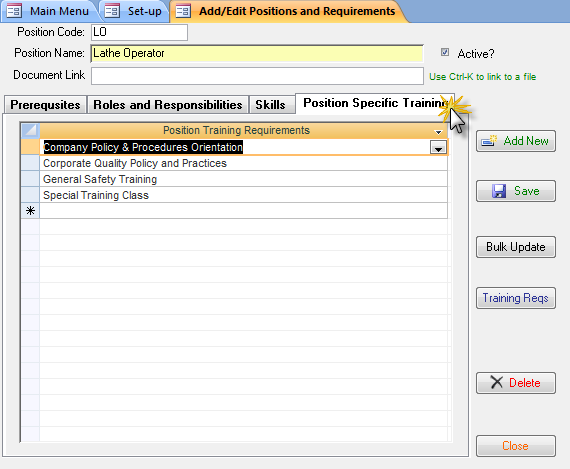 Main Menu Set-up Add/Edit Positions and Requirements
Position Code: LO
Position Name: Lathe Operator Active?
Document Link Use Ctrl-K to link to a file
Prerequsites Roles and Responsibilities Skills Position Specific Training
Position Training Requirements
Company Policy & Procedures Orientation
Corporate Quality Policy and Practices
General Safety Training
Special Training Class
Add New
Save
Bulk Update
Training Reqs
Delete
Close